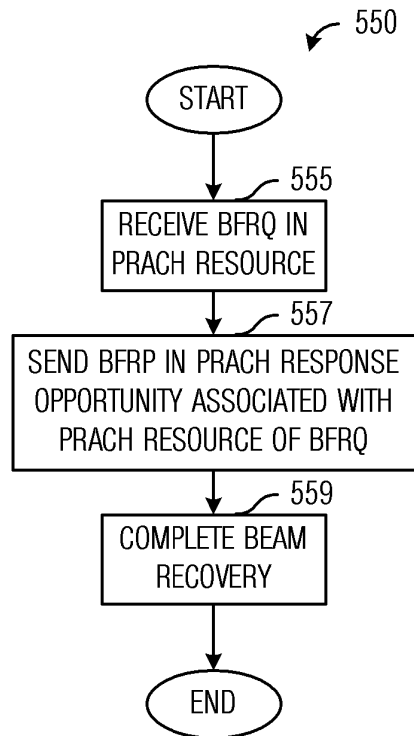 550
START
555
RECEIVE BFRQ IN
PRACH RESOURCE
557
SEND BFRP IN PRACH RESPONSE
OPPORTUNITY ASSOCIATED WITH
PRACH RESOURCE OF BFRQ
559
COMPLETE BEAM
RECOVERY
END